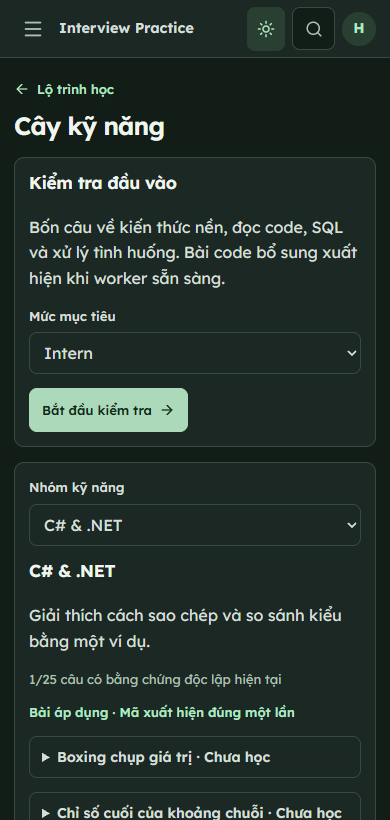 Interview Practice
H
← Lộ trình học
Cây kỹ năng
Kiểm tra đầu vào
Bốn câu về kiến thức nền, đọc code, SQL
và xử lý tình huống. Bài code bổ sung xuất
hiện khi worker sẵn sàng.
Mức mục tiêu
Intern
Bắt đầu kiểm tra →
Nhóm kỹ năng
C# & .NET
C# & .NET
Giải thích cách sao chép và so sánh kiểu
bằng một ví dụ.
1/25 câu có bằng chứng độc lập hiện tại
Bài áp dụng · Mã xuất hiện đúng một lần
▶ Boxing chụp giá trị · Chưa học
▶ Chỉ số cuối của khoảng chuỗi · Chưa học